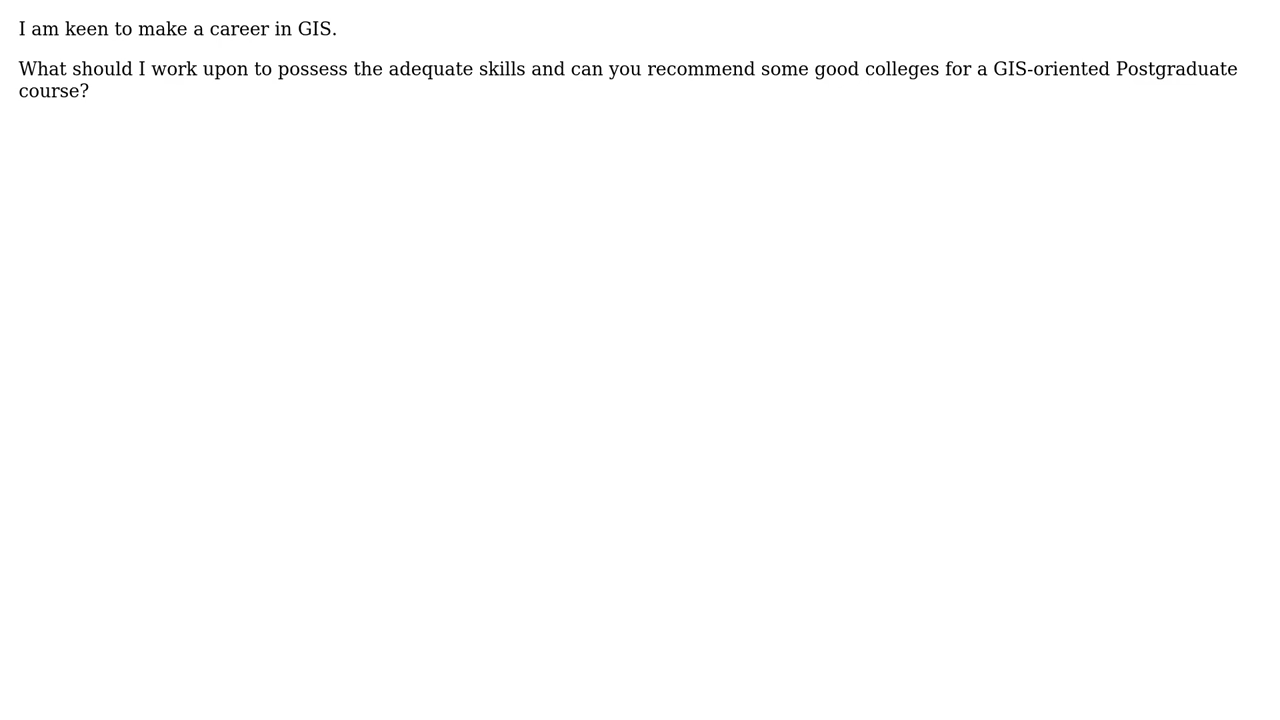 I am keen to make a career in GIS.
What should I work upon to possess the adequate skills and can you recommend some good colleges for a GIS-oriented Postgraduate
course?